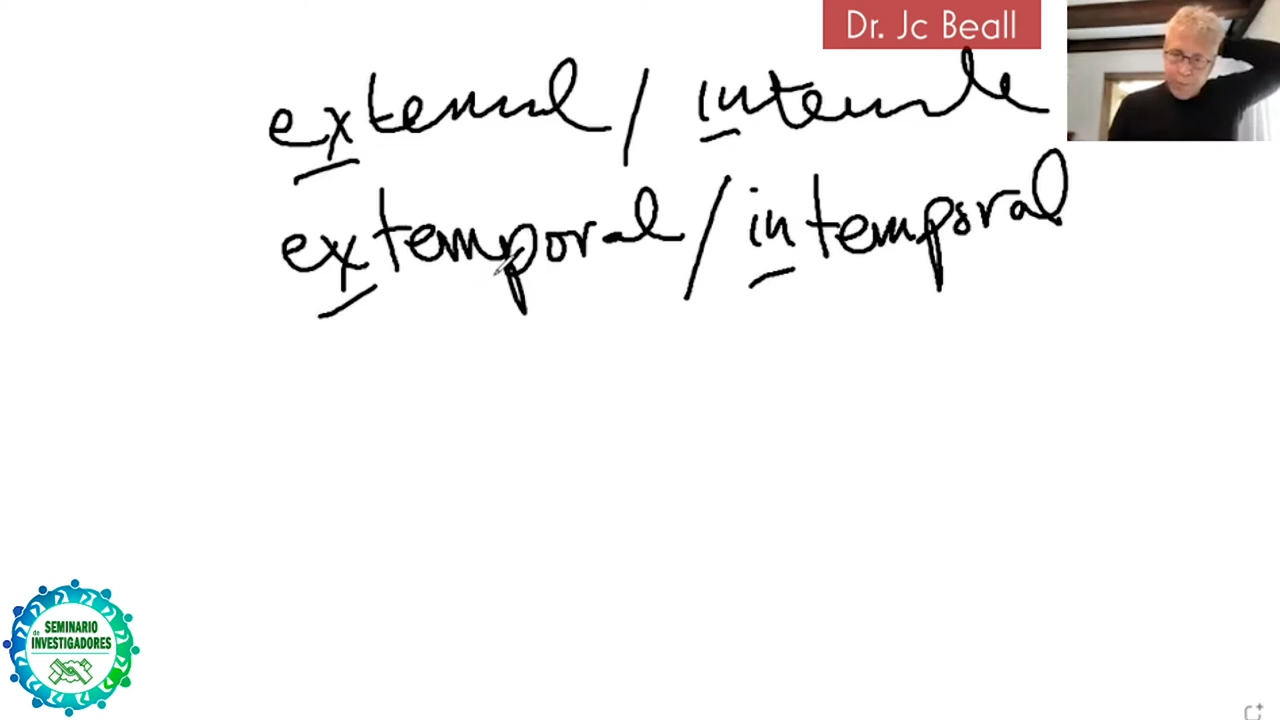 Dr. Jc Beall
external / internal
extemporal / intemporal
SEMINARIO
de INVESTIGADORES